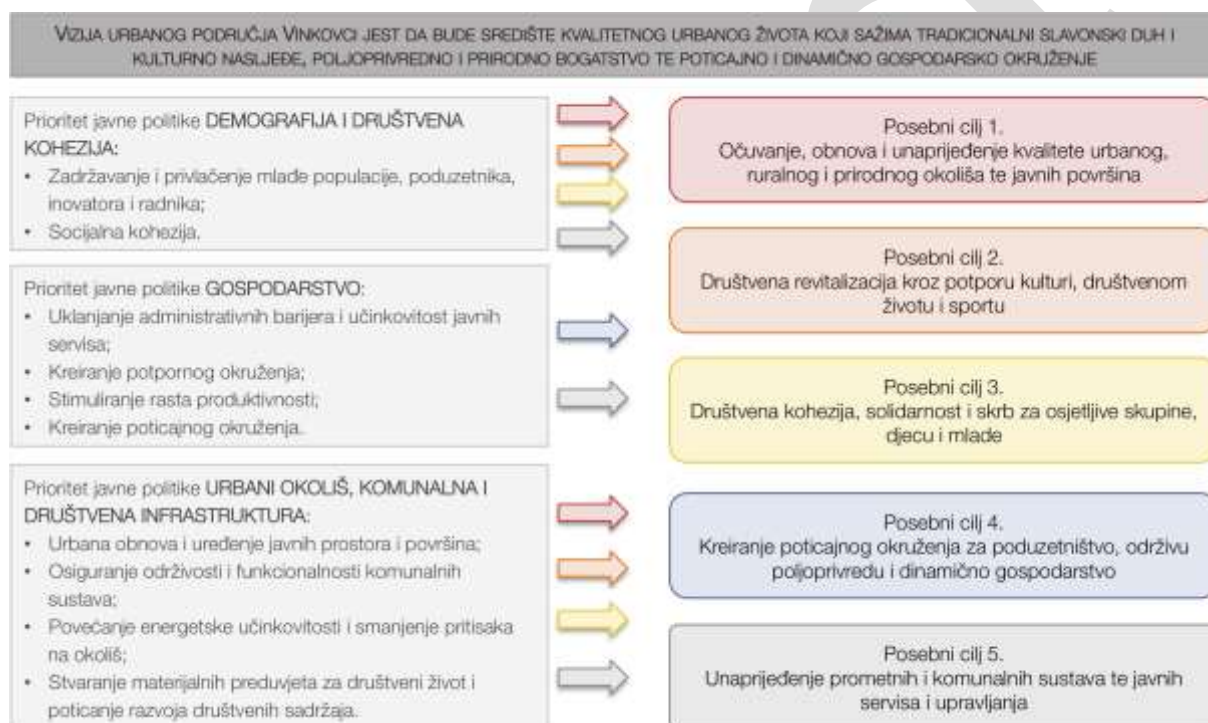 VIZIJA URBANOG PODRUČJA VINKOVCI JEST DA BUDE SREDIŠTE KVALITETNOG URBANOG ŽIVOTA KOJI SAŽIMA TRADICIONALNI SLAVONSKI DUH I
KULTURNO NASLJEĐE, POLJOPRIVREDNO I PRIRODNO BOGATSTVO TE POTICAJNO I DINAMIČNO GOSPODARSKO OKRUŽENJE
Prioritet javne politike DEMOGRAFIJA I DRUŠTVENA
KOHEZIJA:
• Zadržavanje i privlačenje mlađe populacije, poduzetnika,
inovatora i radnika;
• Socijalna kohezija.
Prioritet javne politike GOSPODARSTVO:
• Uklanjanje administrativnih barijera i učinkovitost javnih
servisa;
• Kreiranje potpornog okruženja;
• Stimuliranje rasta produktivnosti;
• Kreiranje poticajnog okruženja.
Prioritet javne politike URBANI OKOLIŠ, KOMUNALNA I
DRUŠTVENA INFRASTRUKTURA:
• Urbana obnova i uređenje javnih prostora i površina;
• Osiguranje održivosti i funkcionalnosti komunalnih
sustava;
• Povećanje energetske učinkovitosti i smanjenje pritisaka
na okoliš;
• Stvaranje materijalnih preduvjeta za društveni život i
poticanje razvoja društvenih sadržaja.
Posebni cilj 1.
Očuvanje, obnova i unaprijeđenje kvalitete urbanog,
ruralnog i prirodnog okoliša te javnih površina
Posebni cilj 2.
Društvena revitalizacija kroz potporu kulturi, društvenom
životu i sportu
Posebni cilj 3.
Društvena kohezija, solidarnost i skrb za osjetljive skupine,
djecu i mlade
Posebni cilj 4.
Kreiranje poticajnog okruženja za poduzetništvo, održivu
poljoprivredu i dinamično gospodarstvo
Posebni cilj 5.
Unaprijeđenje prometnih i komunalnih sustava te javnih
servisa i upravljanja